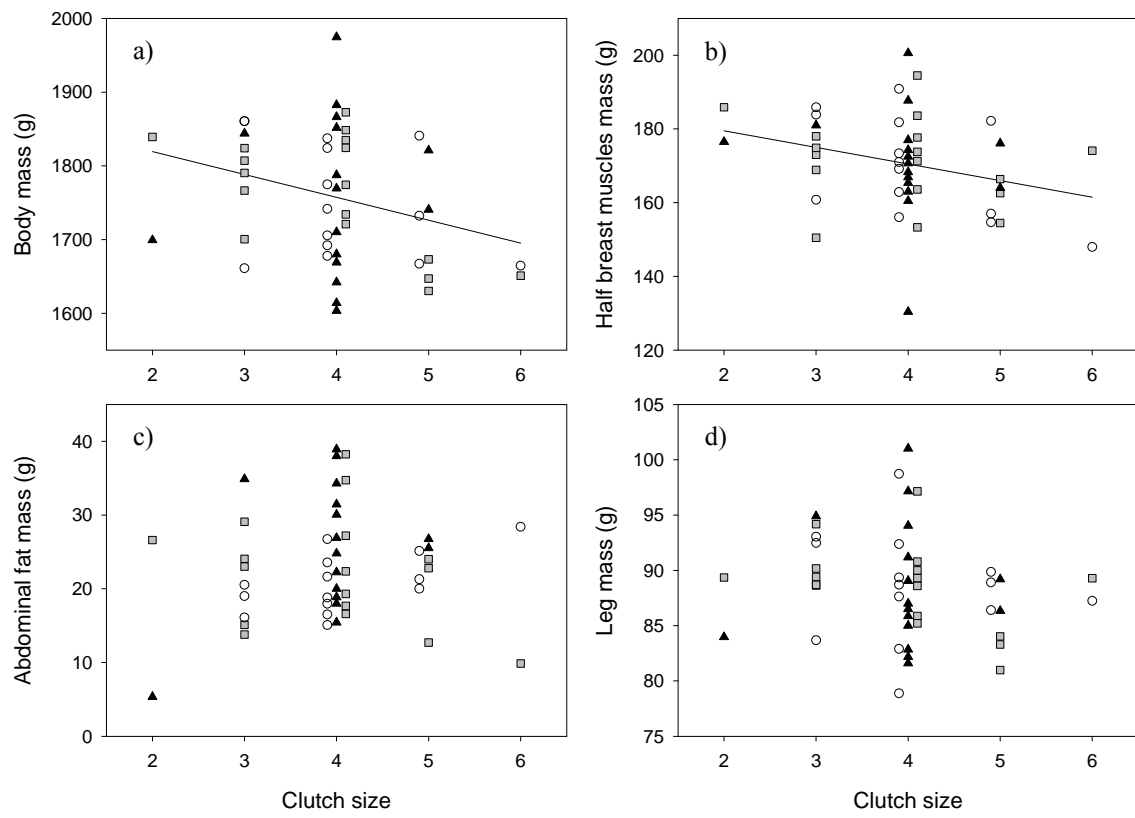 a)
Body mass (g)
2000
1900
1800
1700
1600
2 3 4 5 6
b)
Half breast muscles mass (g)
200
180
160
140
120
2 3 4 5 6
c)
Abdominal fat mass (g)
40
30
20
10
0
2 3 4 5 6
Clutch size
d)
Leg mass (g)
105
100
95
90
85
80
75
2 3 4 5 6
Clutch size